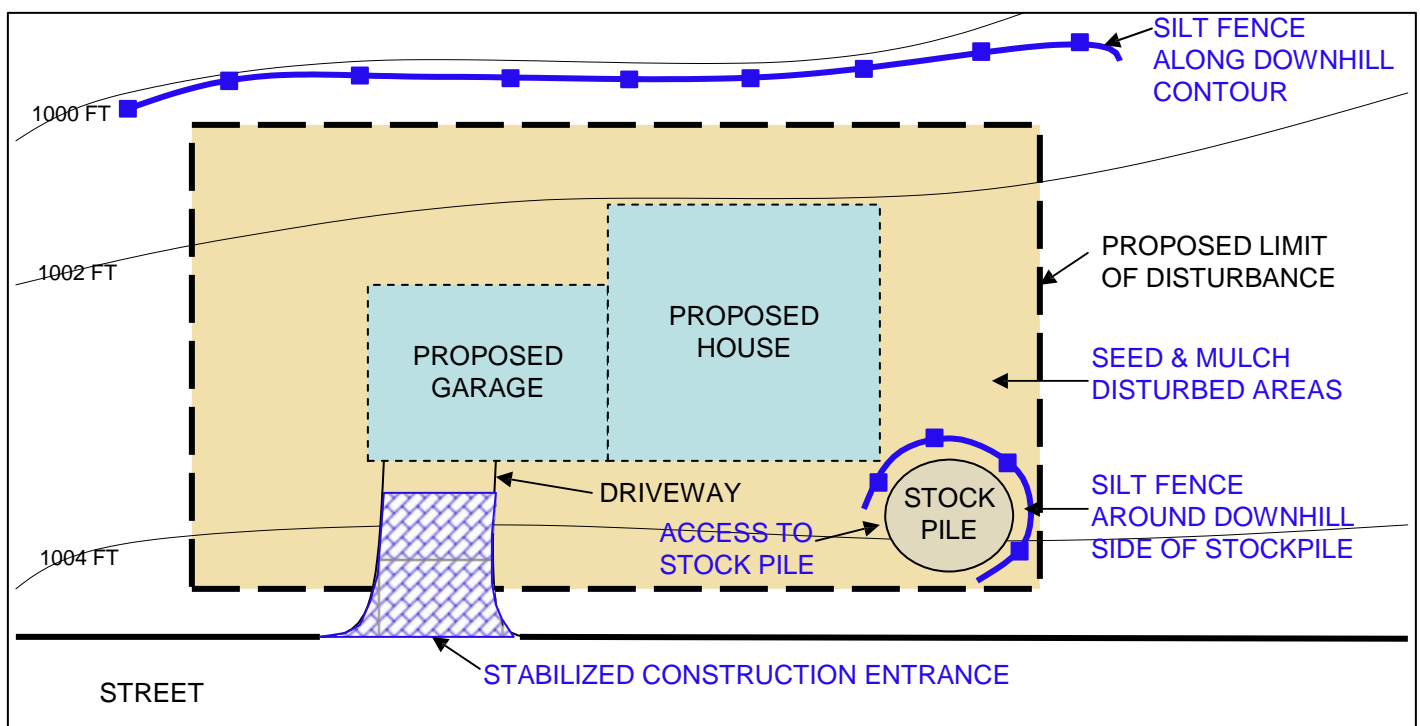 SILT FENCE
ALONG DOWNHILL
CONTOUR
1000 FT
1002 FT
PROPOSED LIMIT
OF DISTURBANCE
PROPOSED
HOUSE
PROPOSED
GARAGE
SEED & MULCH
DISTURBED AREAS
DRIVEWAY
STOCK
PILE
SILT FENCE
AROUND DOWNHILL
SIDE OF STOCKPILE
ACCESS TO
STOCK PILE
1004 FT
STABILIZED CONSTRUCTION ENTRANCE
STREET